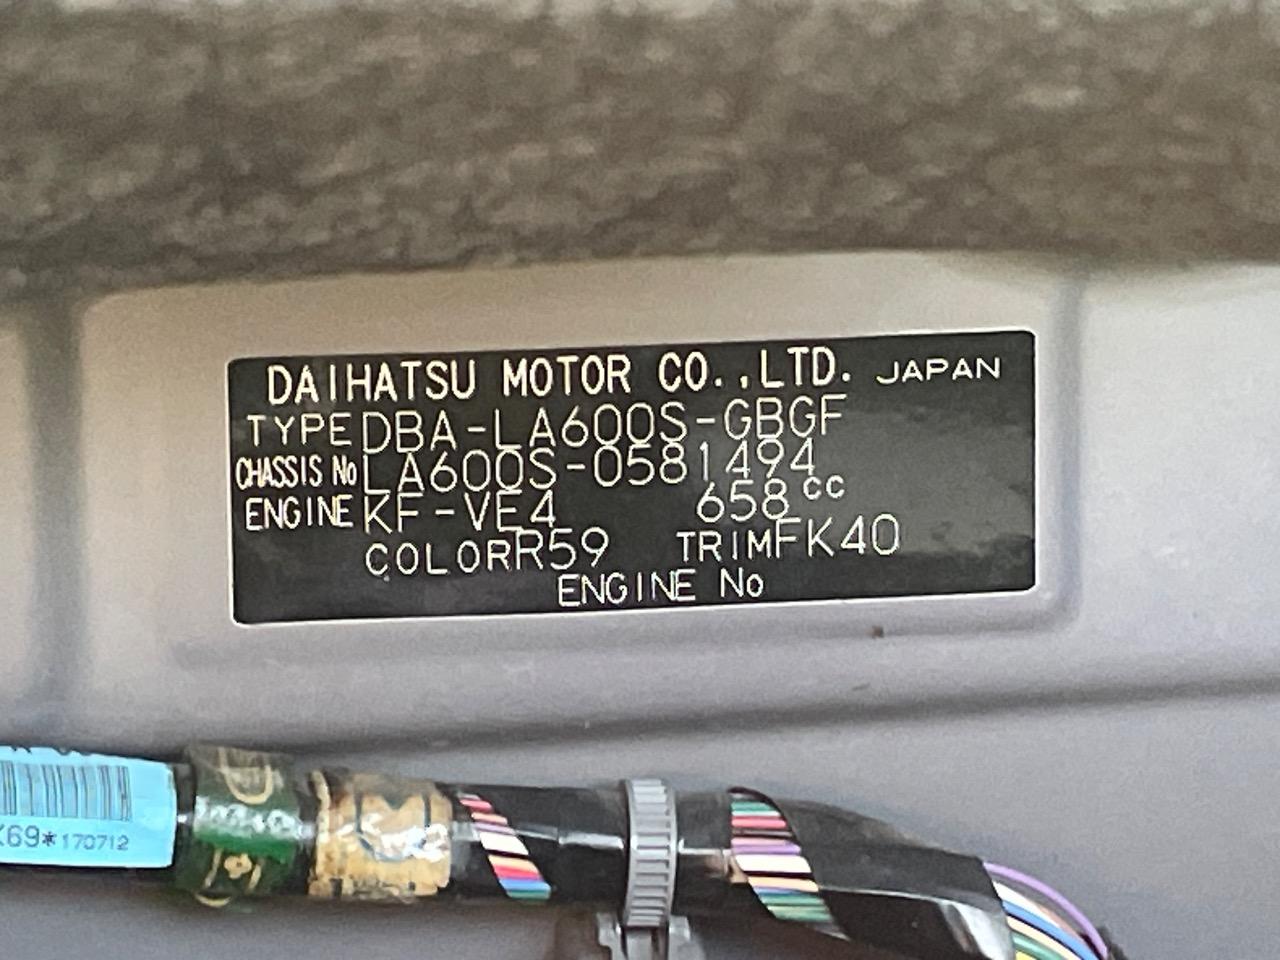 DAIHATSU MOTOR CO.,LTD. JAPAN
TYPE DBA-LA600S-GBGF
CHASSIS No LA600S-0581494
ENGINE KF-VE4 658cc
COLOR R59 TRIM FK40
ENGINE No
K69*170712